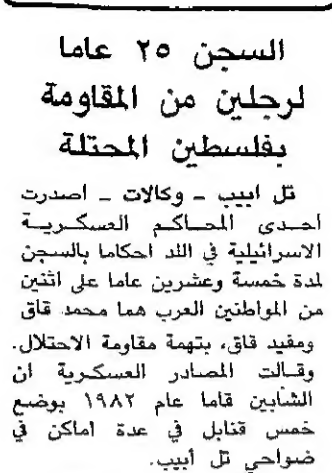 السجن ٢٥ عاما
لرجلين من المقاومة
بفلسطين المحتلة
تل ابيب - وكالات - اصدرت
احدى المحاكم العسكرية
الاسرائيلية في اللد احكاما بالسجن
لمدة خمسة وعشرين عاما على اثنين
من المواطنين العرب هما محمد قاق
ومفيد قاق، بتهمة مقاومة الاحتلال.
وقالت المصادر العسكرية ان
الشابين قاما عام ١٩٨٢ بوضع
خمس قنابل في عدة اماكن في
ضواحي تل أبيب.